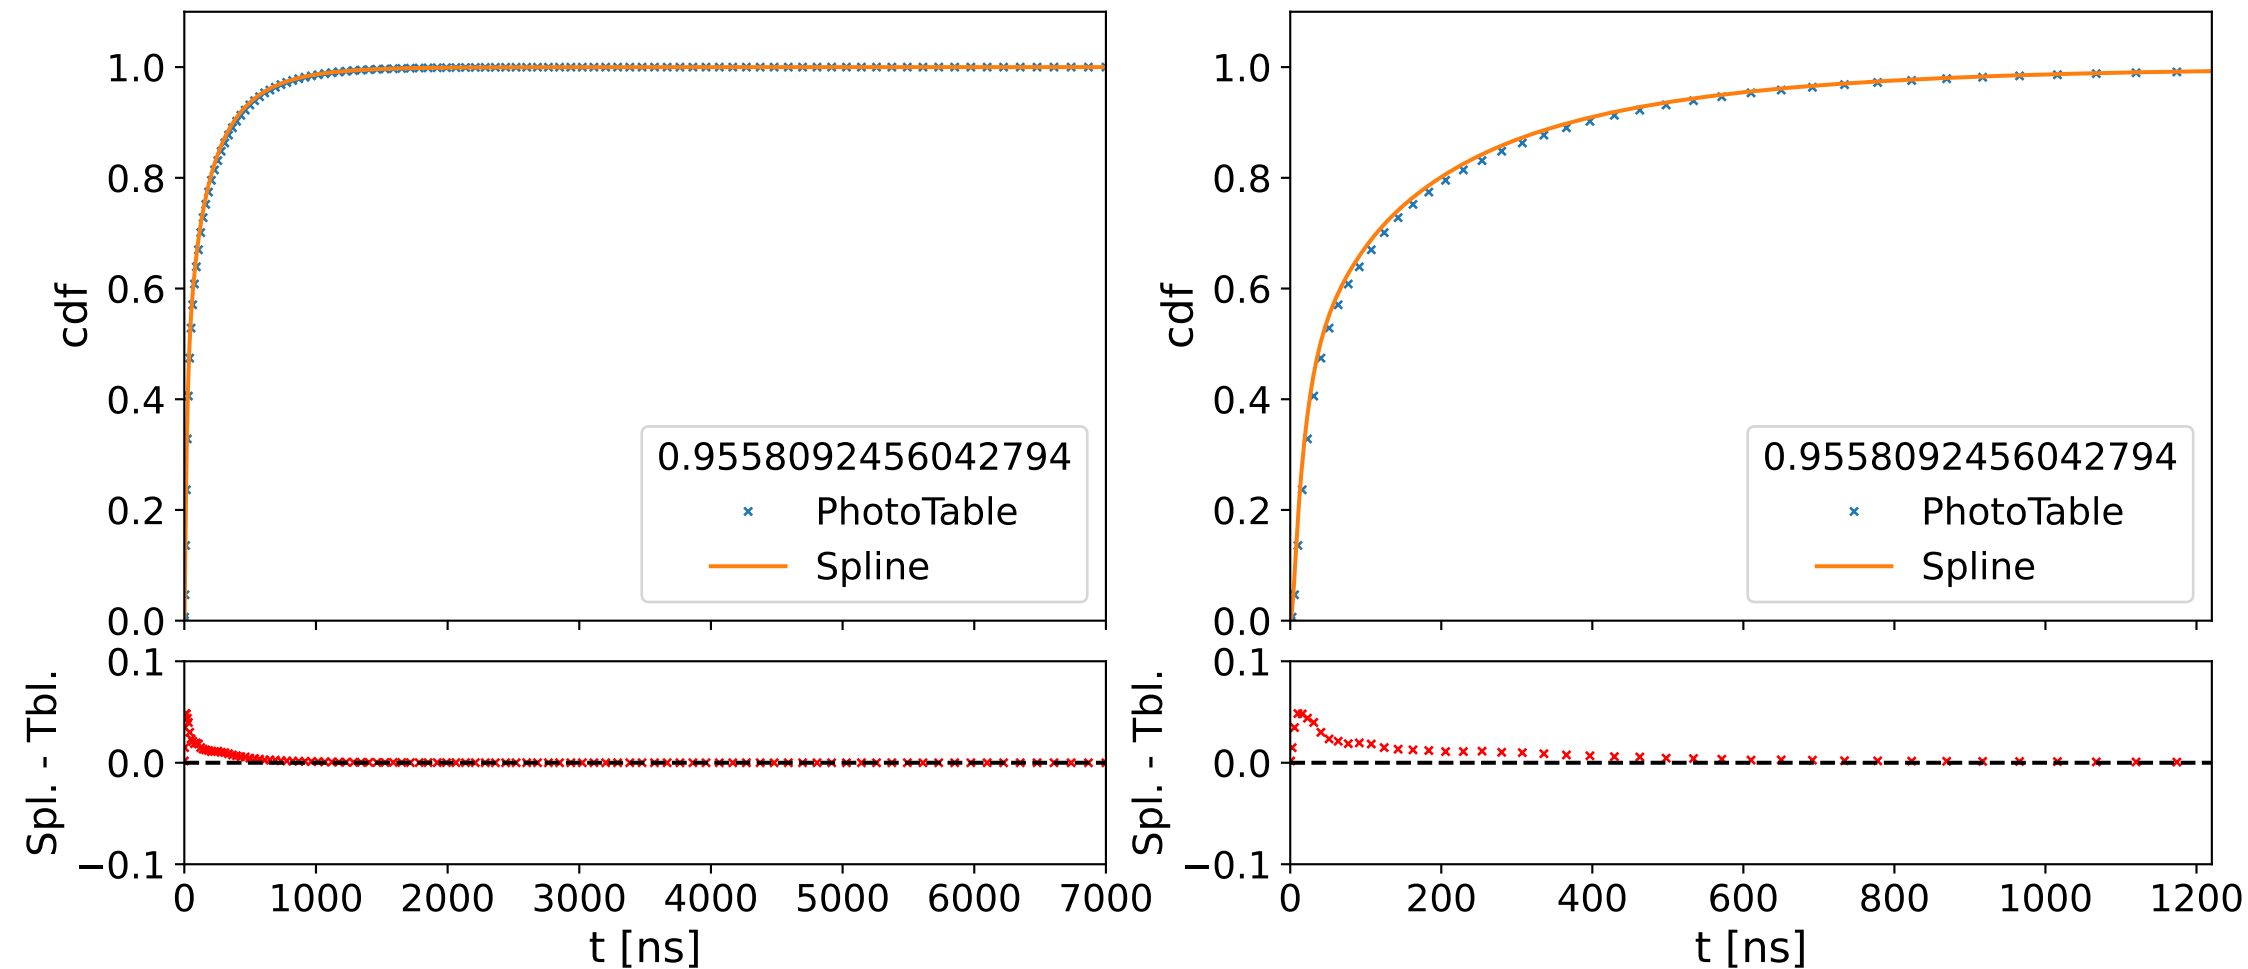 1.0
0.8
0.6
0.4
0.2
0.0
cdf
0.9558092456042794
PhotoTable
Spline
0.1
0.0
−0.1
Spl. - Tbl.
0 1000 2000 3000 4000 5000 6000 7000
t [ns]
1.0
0.8
0.6
0.4
0.2
0.0
cdf
0.9558092456042794
PhotoTable
Spline
0.1
0.0
−0.1
Spl. - Tbl.
0 200 400 600 800 1000 1200
t [ns]